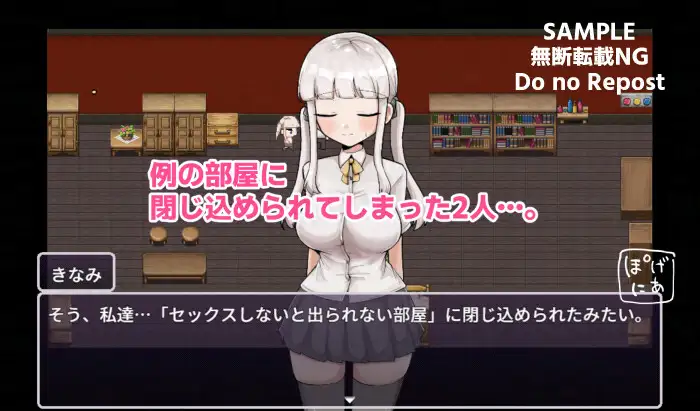 SAMPLE
無断転載NG
Do no Repost
例の部屋に
閉じ込められてしまった2人…。
きなみ
ぽげ
にあ
そう、私達…「セックスしないと出られない部屋」に閉じ込められたみたい。